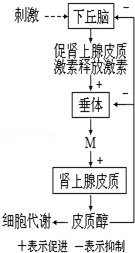 刺激
下丘脑
促肾上腺皮质
激素释放激素
+
−
垂体
−
M
+
肾上腺皮质
细胞代谢
皮质醇
+表示促进 −表示抑制